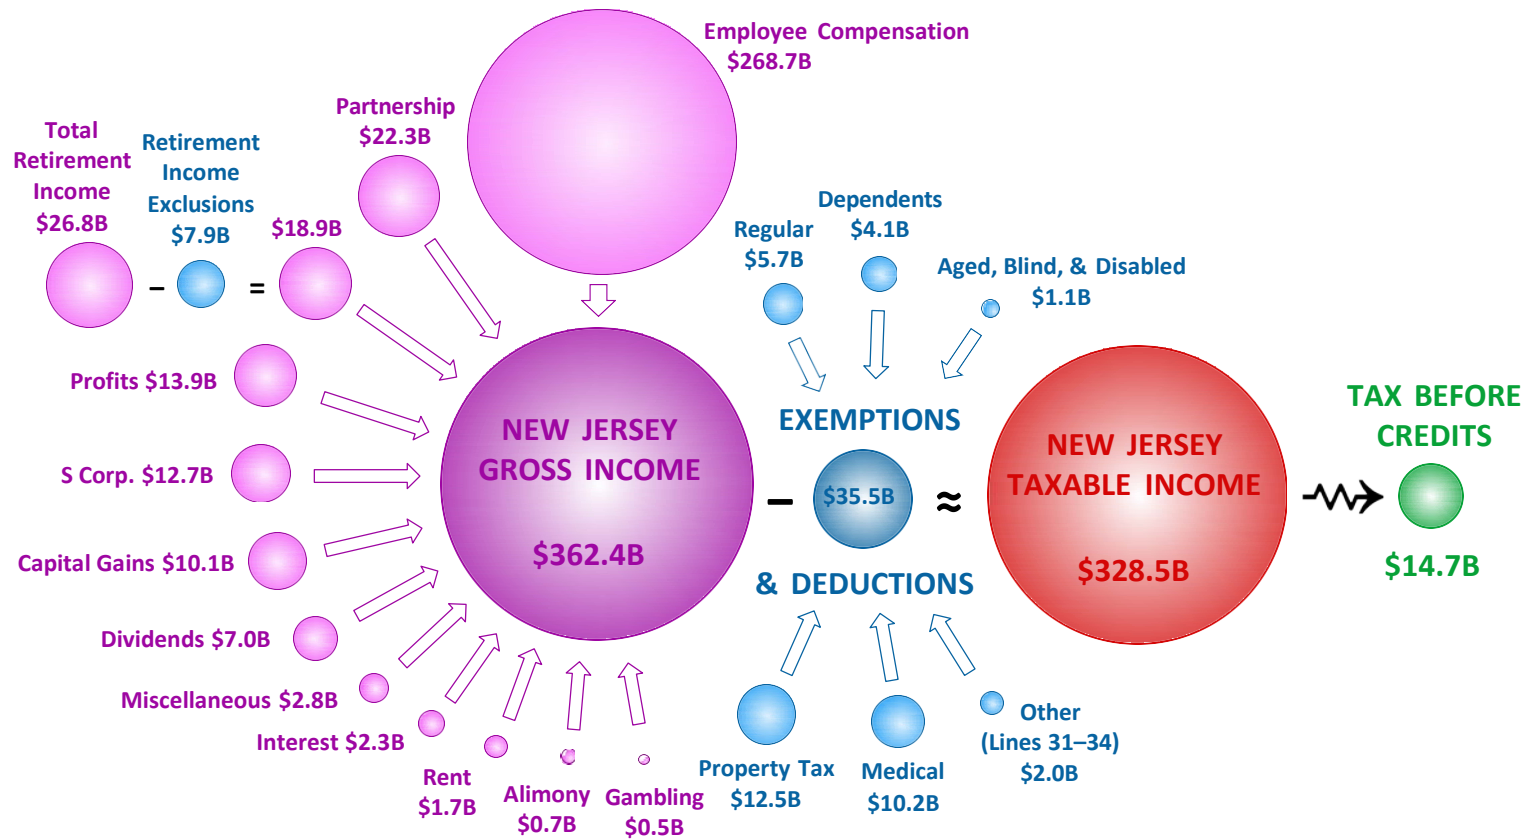 Employee Compensation
$268.7B
Partnership
$22.3B
Total
Retirement
Income
$26.8B
Retirement
Income
Exclusions
$7.9B
$18.9B
–
=
Profits $13.9B
S Corp. $12.7B
Capital Gains $10.1B
Dividends $7.0B
Miscellaneous $2.8B
Interest $2.3B
Rent
$1.7B
Alimony
$0.7B
Gambling
$0.5B
NEW JERSEY
GROSS INCOME
$362.4B
–
Regular
$5.7B
Dependents
$4.1B
Aged, Blind, & Disabled
$1.1B
EXEMPTIONS
$35.5B
& DEDUCTIONS
Property Tax
$12.5B
Medical
$10.2B
Other
(Lines 31–34)
$2.0B
≈
NEW JERSEY
TAXABLE INCOME
$328.5B
TAX BEFORE
CREDITS
$14.7B